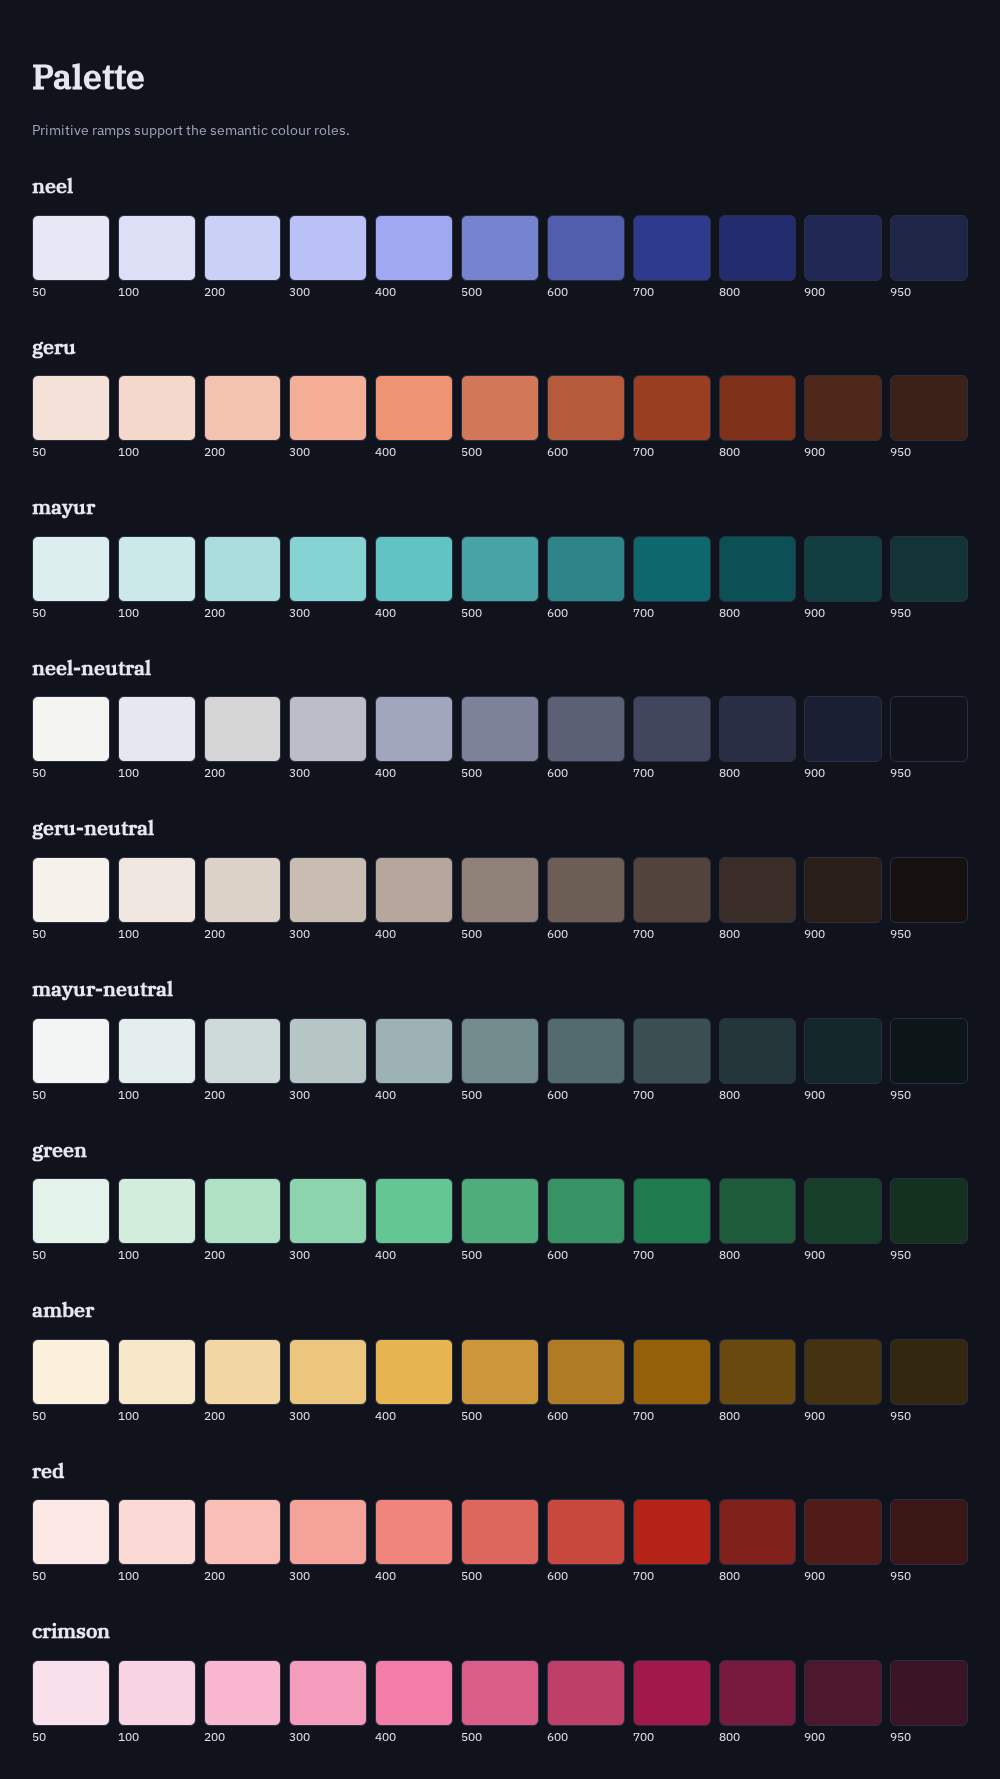 Palette
Primitive ramps support the semantic colour roles.
neel
50 100 200 300 400 500 600 700 800 900 950
geru
50 100 200 300 400 500 600 700 800 900 950
mayur
50 100 200 300 400 500 600 700 800 900 950
neel-neutral
50 100 200 300 400 500 600 700 800 900 950
geru-neutral
50 100 200 300 400 500 600 700 800 900 950
mayur-neutral
50 100 200 300 400 500 600 700 800 900 950
green
50 100 200 300 400 500 600 700 800 900 950
amber
50 100 200 300 400 500 600 700 800 900 950
red
50 100 200 300 400 500 600 700 800 900 950
crimson
50 100 200 300 400 500 600 700 800 900 950